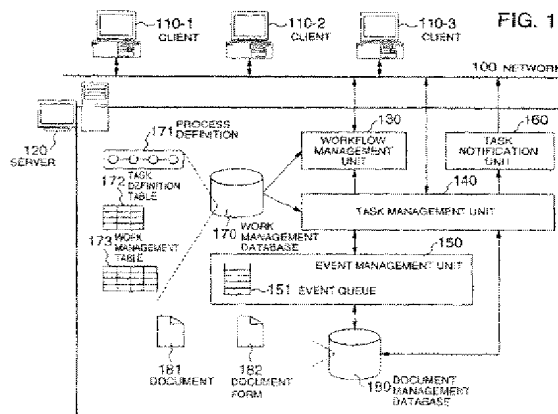 FIG. 1
110-1
CLIENT
110-2
CLIENT
110-3
CLIENT
100 NETWORK
120
SERVER
171
PROCESS
DEFINITION
130
WORKFLOW
MANAGEMENT
UNIT
160
TASK
NOTIFICATION
UNIT
172
TASK
DEFINITION
TABLE
140
TASK MANAGEMENT UNIT
170
WORK
MANAGEMENT
DATABASE
173
WORK
MANAGEMENT
TABLE
150
EVENT MANAGEMENT UNIT
151
EVENT QUEUE
181
DOCUMENT
182
DOCUMENT
FORM
180
DOCUMENT
MANAGEMENT
DATABASE